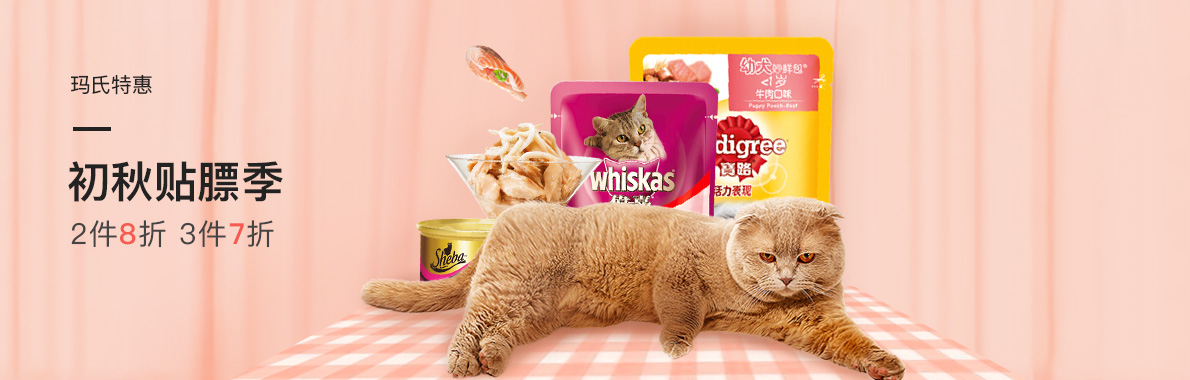 玛氏特惠
初秋贴膘季
2件8折 3件7折
幼犬妙鲜包®
<1岁
牛肉口味
Puppy Pouch-Beef
digree
宝路
活力表现
whiskas
伟嘉
Sheba